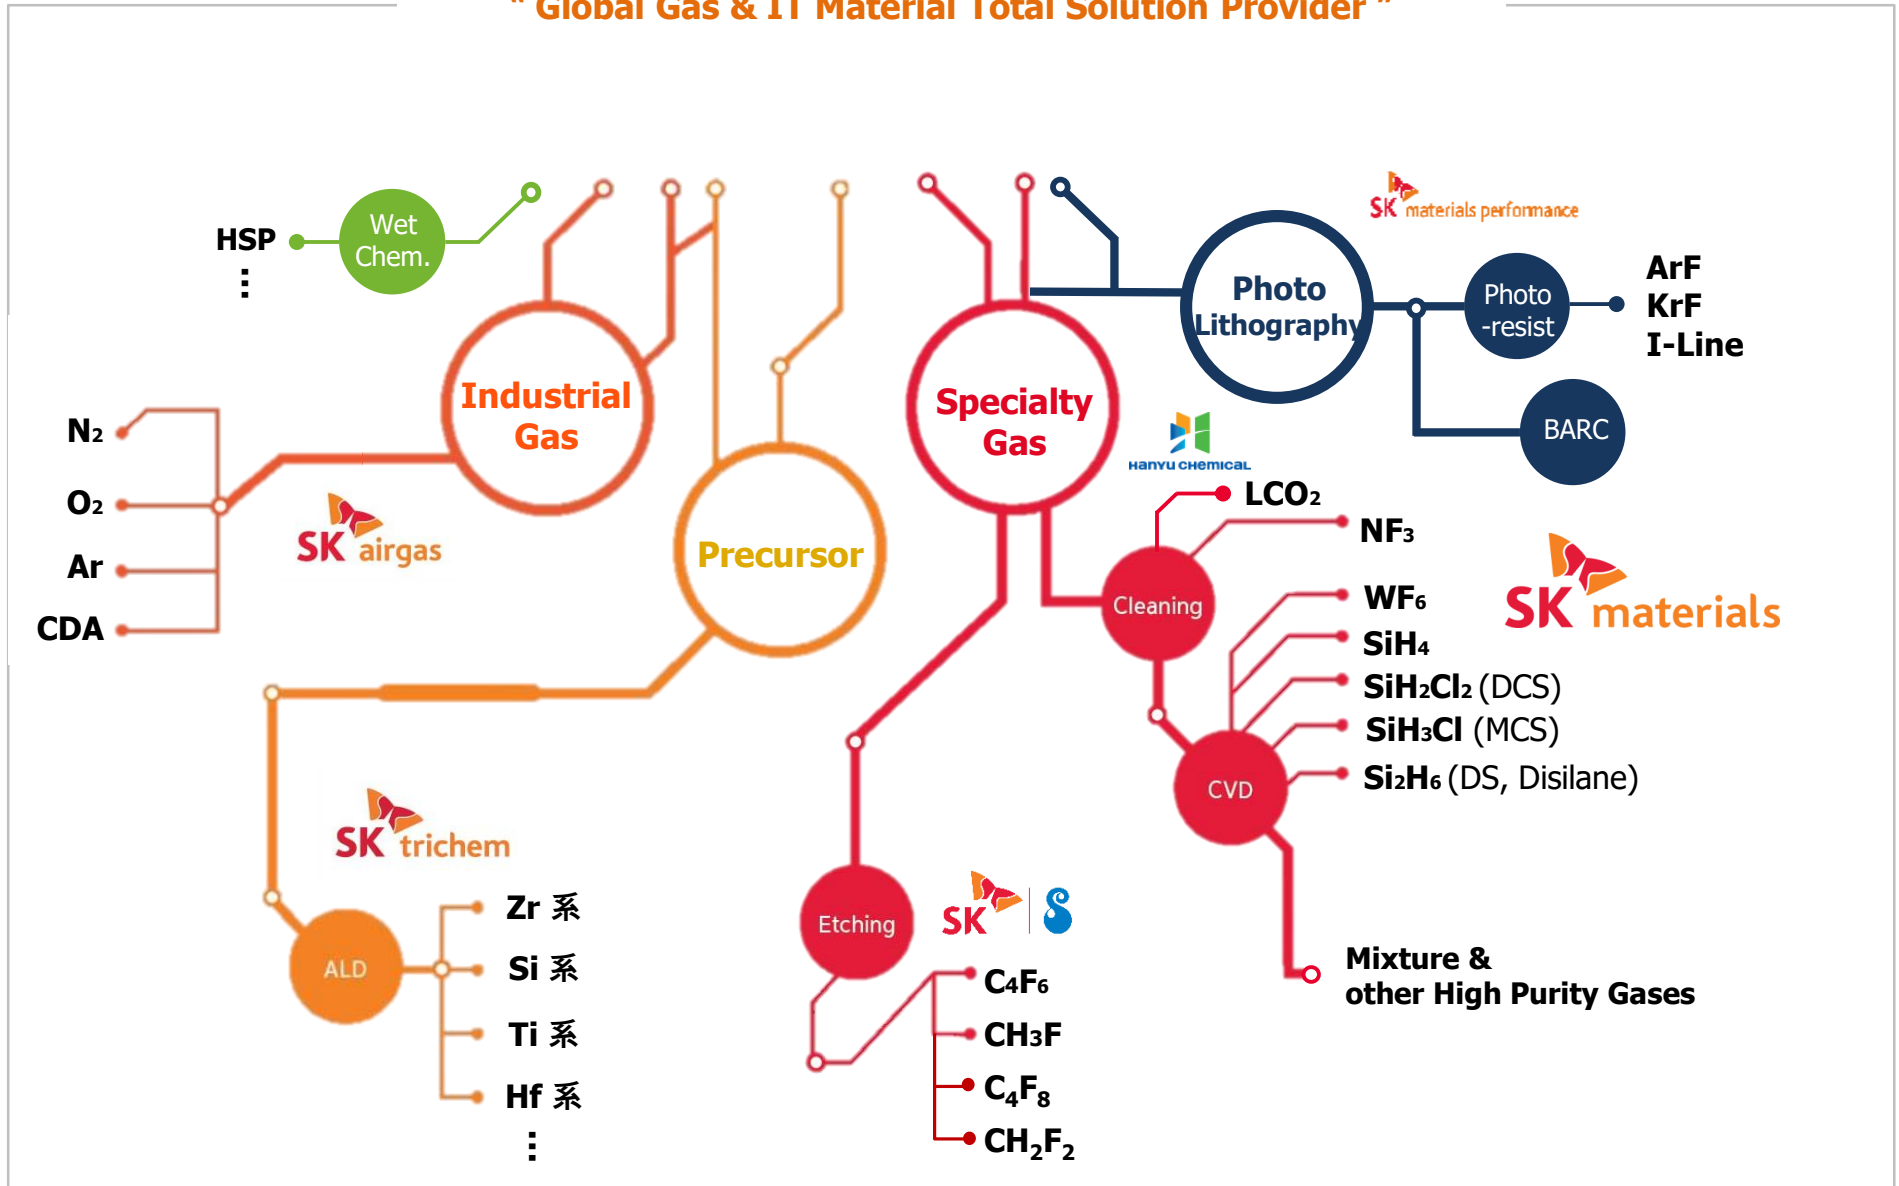 “ Global Gas & IT Material Total Solution Provider ”
HSP
⋮
Wet
Chem.
SK materials performance
Photo
Lithography
Photo
-resist
ArF
KrF
I-Line
BARC
Industrial
Gas
Specialty
Gas
HANYU CHEMICAL
N₂
O₂
Ar
CDA
SK airgas
Precursor
LCO₂
NF₃
Cleaning
WF₆
SiH₄
SiH₂Cl₂ (DCS)
SiH₃Cl (MCS)
Si₂H₆ (DS, Disilane)
SK materials
CVD
SK trichem
Zr 系
Si 系
Ti 系
Hf 系
⋮
ALD
Etching
SK
C₄F₆
CH₃F
C₄F₈
CH₂F₂
Mixture &
other High Purity Gases